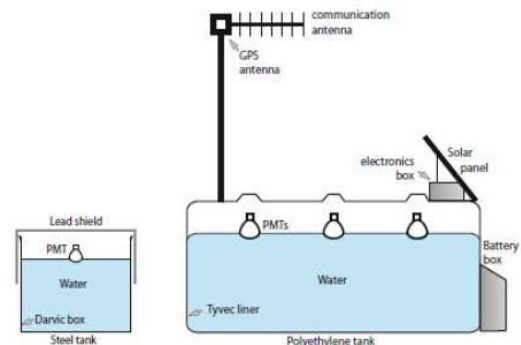 communication
antenna
GPS
antenna
Solar
panel
electronics
box
Lead shield
PMT
PMTs
Battery
box
Water
Water
Darvic box
Tyvec liner
Steel tank
Polyethylene tank